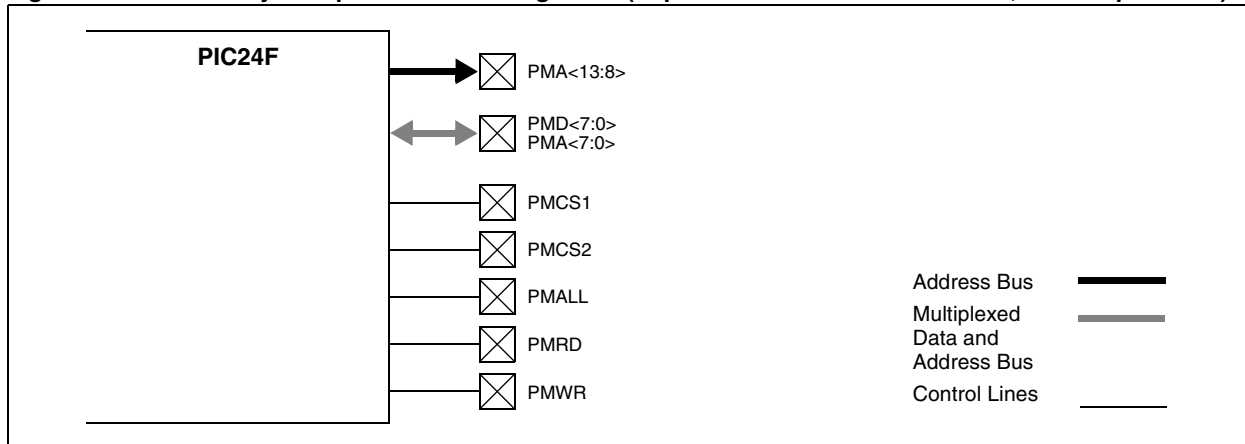 PIC24F
PMA<13:8>
PMD<7:0>
PMA<7:0>
PMCS1
PMCS2
PMALL
PMRD
PMWR
Address Bus
Multiplexed
Data and
Address Bus
Control Lines